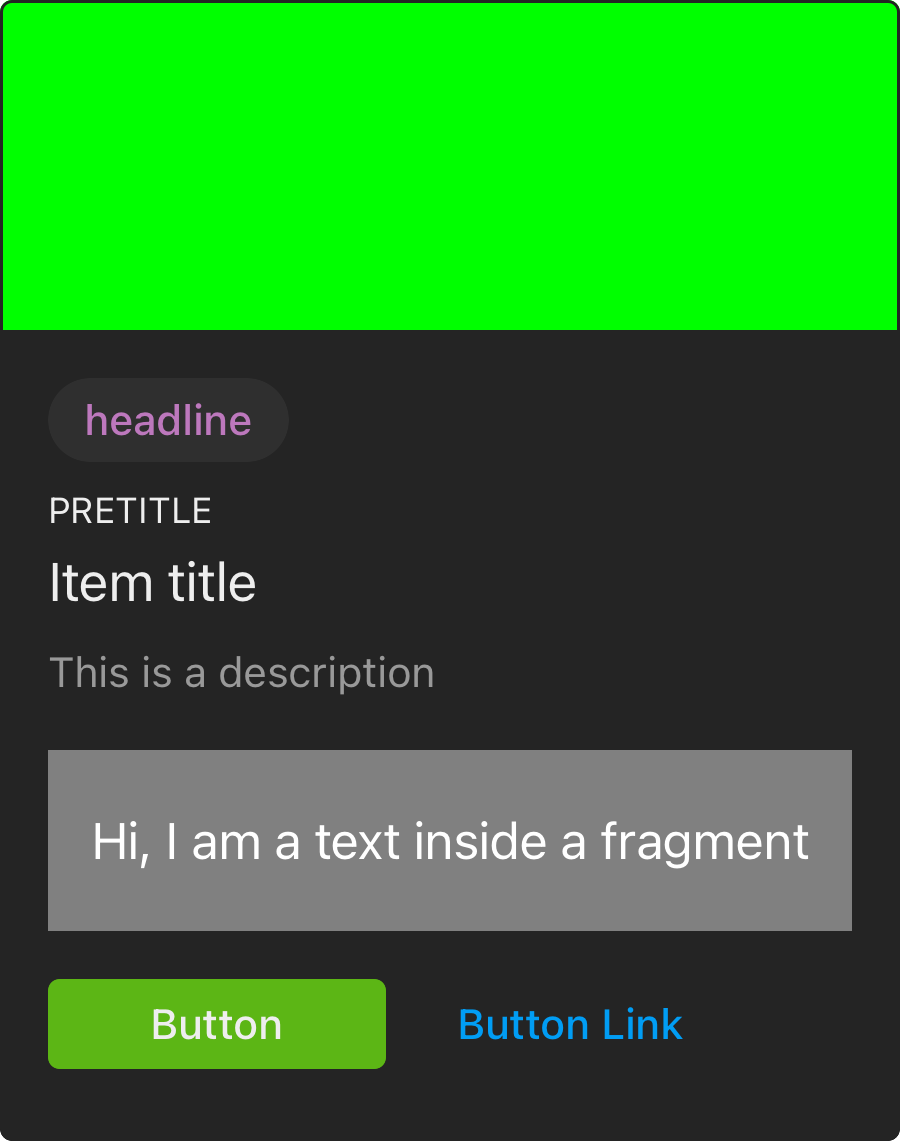 headline
PRETITLE
Item title
This is a description
Hi, I am a text inside a fragment
Button
Button Link